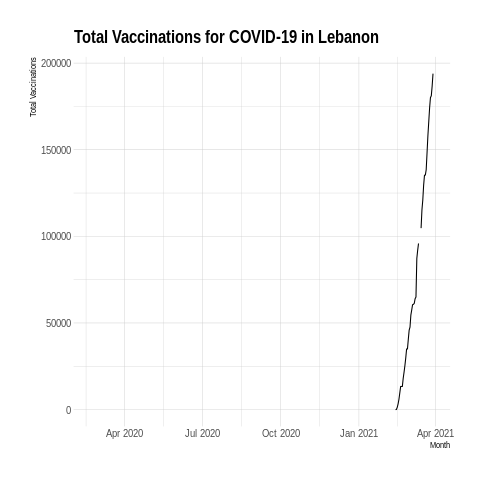 Total Vaccinations for COVID-19 in Lebanon
Total Vaccinations
200000
150000
100000
50000
0
Apr 2020
Jul 2020
Oct 2020
Jan 2021
Apr 2021
Month